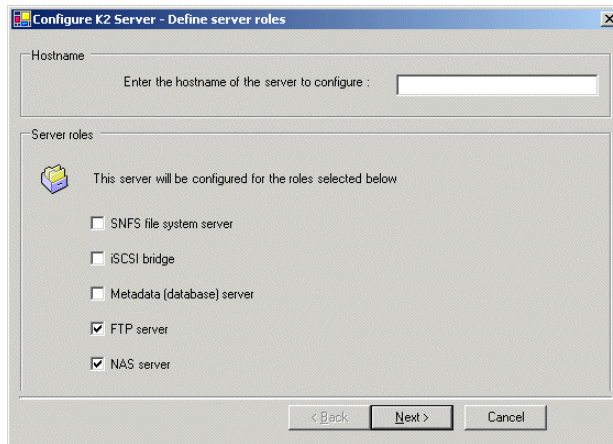 Configure K2 Server - Define server roles
Hostname
Enter the hostname of the server to configure :
Server roles
This server will be configured for the roles selected below
SNFS file system server
iSCSI bridge
Metadata (database) server
FTP server
NAS server
< Back
Next >
Cancel